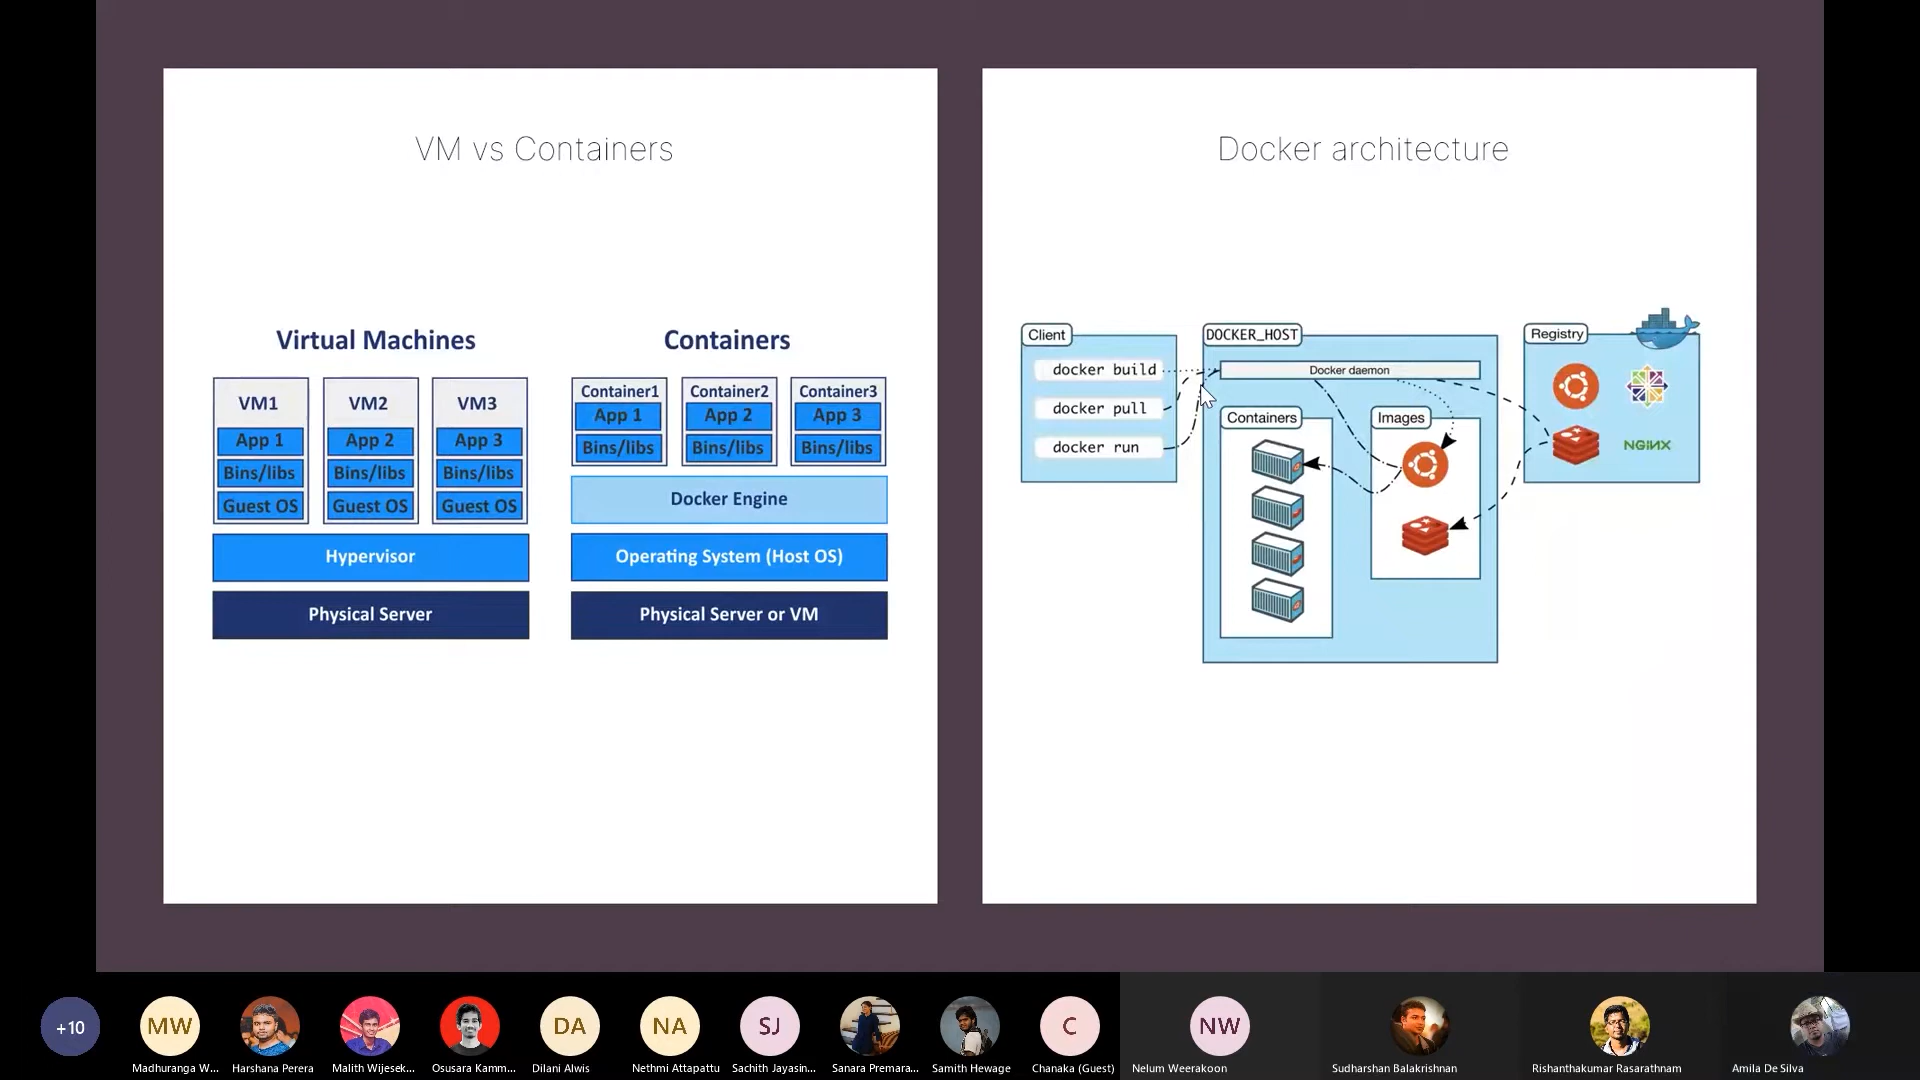 VM vs Containers
Virtual Machines
VM1
App 1
Bins/libs
Guest OS
VM2
App 2
Bins/libs
Guest OS
VM3
App 3
Bins/libs
Guest OS
Hypervisor
Physical Server
Containers
Container1
App 1
Bins/libs
Container2
App 2
Bins/libs
Container3
App 3
Bins/libs
Docker Engine
Operating System (Host OS)
Physical Server or VM
Docker architecture
Client
docker build
docker pull
docker run
DOCKER_HOST
Docker daemon
Containers
Images
Registry
NGINX
+10
MW
Madhuranga W...
Harshana Perera
Malith Wijesek...
Osusara Kamm...
DA
Dilani Alwis
NA
Nethmi Attapattu
SJ
Sachith Jayasin...
Sanara Premara...
Samith Hewage
C
Chanaka (Guest)
NW
Nelum Weerakoon
Sudharshan Balakrishnan
Rishanthakumar Rasarathnam
Amila De Silva